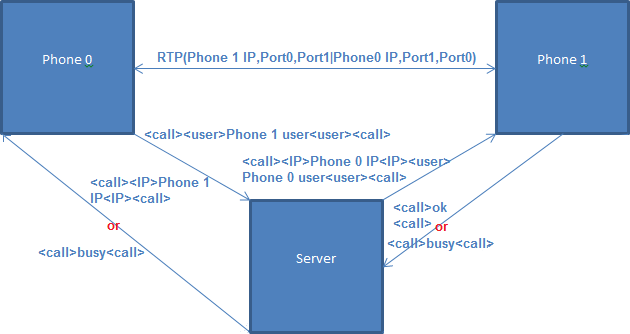 Phone 0
RTP(Phone 1 IP,Port0,Port1|Phone0 IP,Port1,Port0)
Phone 1
<call><user>Phone 1 user<user><call>
<call><IP>Phone 0 IP<IP><user>
Phone 0 user<user><call>
<call><IP>Phone 1
IP<IP><call>
or
<call>busy<call>
<call>ok
<call> or
<call>busy<call>
Server